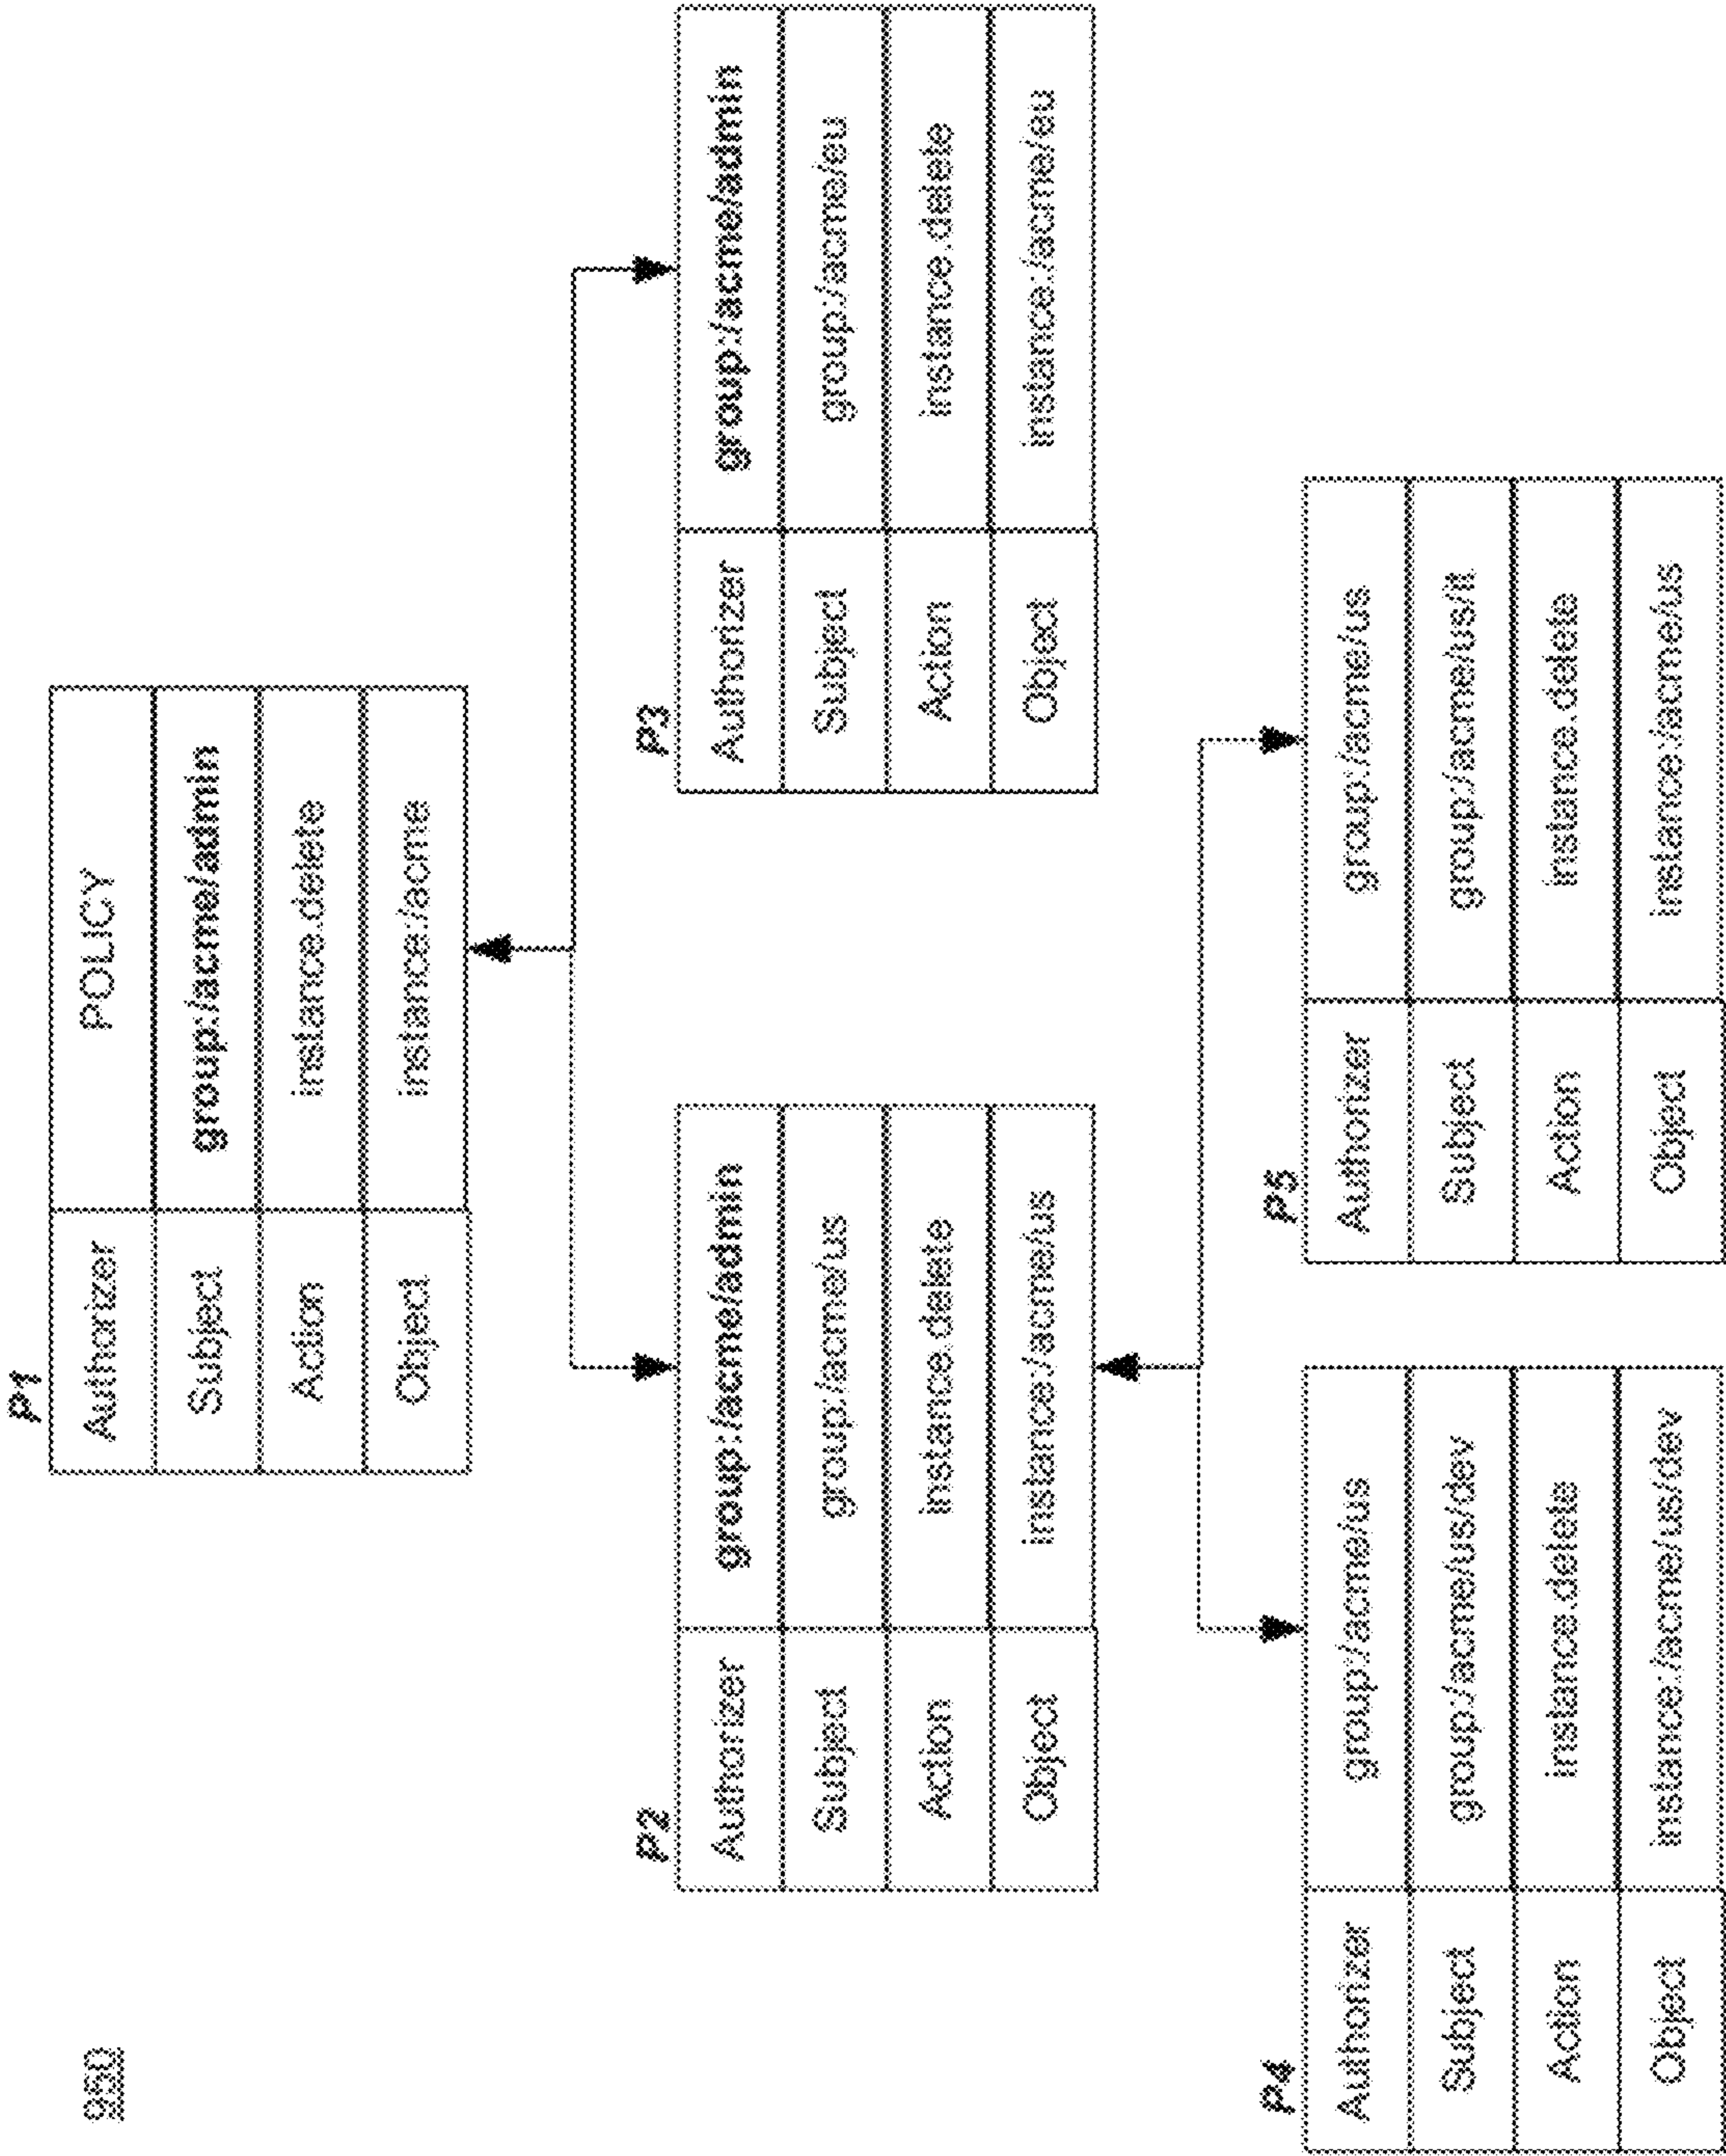 950
P1
Authorizer POLICY
Subject group:/acme/admin
Action instance.delete
Object instance:/acme
P2
Authorizer group:/acme/admin
Subject group:/acme/us
Action instance.delete
Object instance:/acme/us
P3
Authorizer group:/acme/admin
Subject group:/acme/eu
Action instance.delete
Object instance:/acme/eu
P4
Authorizer group:/acme/us
Subject group:/acme/us/dev
Action instance.delete
Object instance:/acme/us/dev
P5
Authorizer group:/acme/us
Subject group:/acme/us/it
Action instance.delete
Object instance:/acme/us